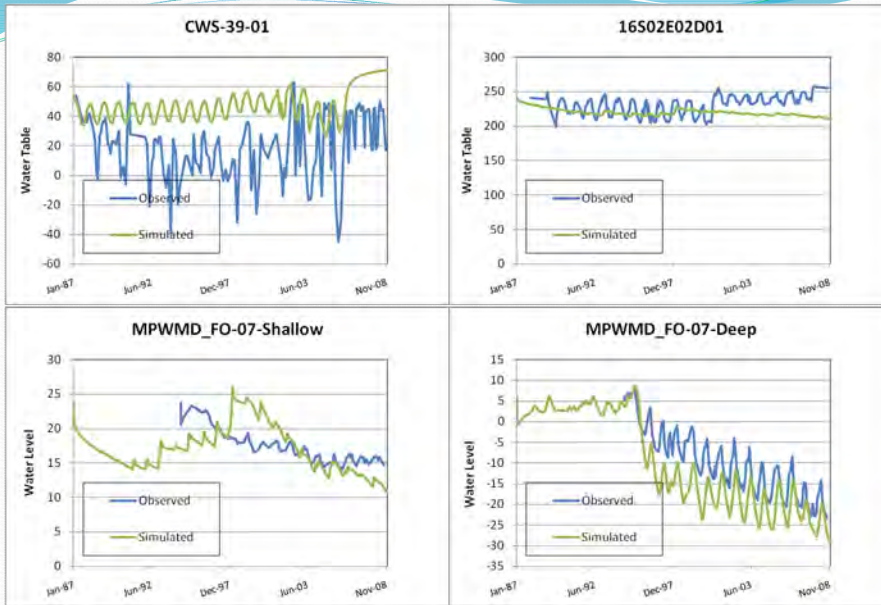 CWS-39-01
80
60
40
20
0
-20
-40
-60
Water Table
Observed
Simulated
Jan-87
Jun-92
Dec-97
Jun-03
Nov-08
16S02E02D01
300
250
200
150
100
50
0
Water Table
Observed
Simulated
Jan-87
Jun-92
Dec-97
Jun-03
Nov-08
MPWMD_FO-07-Shallow
30
25
20
15
10
5
0
Water Level
Observed
Simulated
Jan-87
Jun-92
Dec-97
Jun-03
Nov-08
MPWMD_FO-07-Deep
15
10
5
0
-5
-10
-15
-20
-25
-30
-35
Water Level
Observed
Simulated
Jan-87
Jun-92
Dec-97
Jun-03
Nov-08